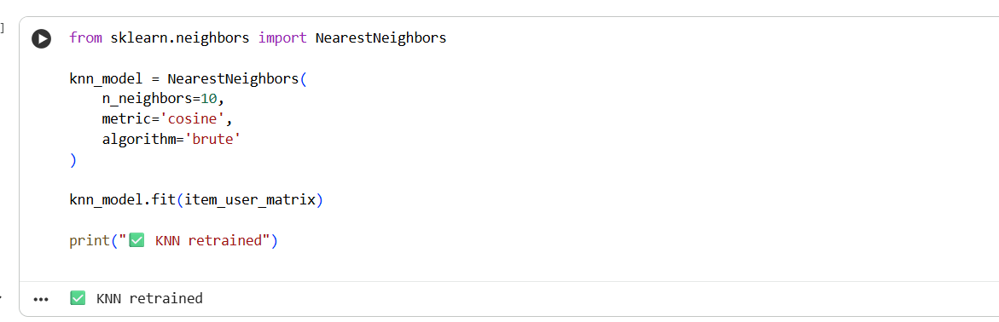 ]
from sklearn.neighbors import NearestNeighbors
knn_model = NearestNeighbors(
    n_neighbors=10,
    metric='cosine',
    algorithm='brute'
)
knn_model.fit(item_user_matrix)
print("✅ KNN retrained")
✅ KNN retrained